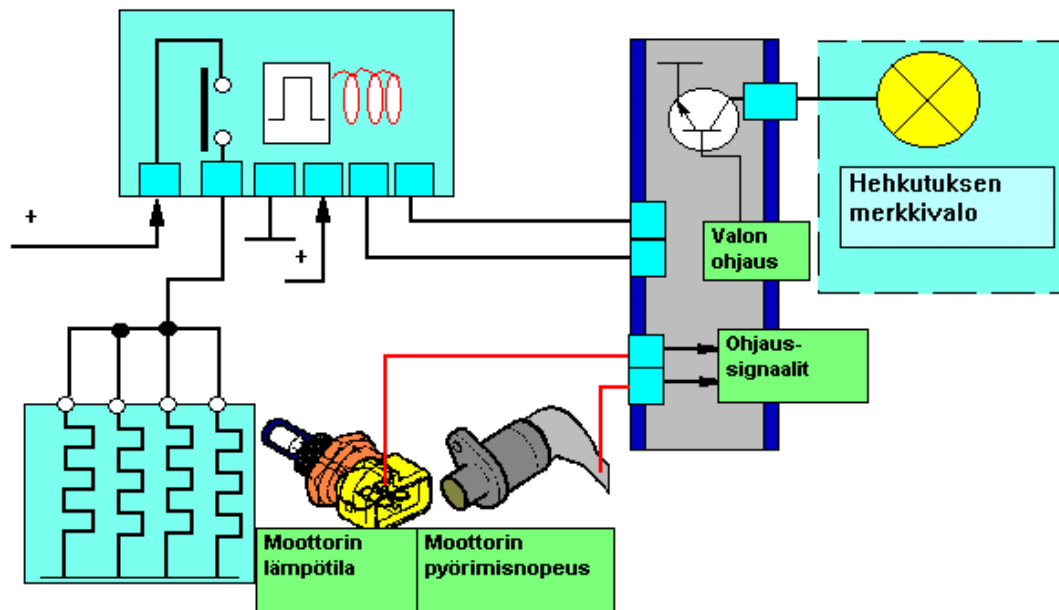 Hehkutuksen
merkkivalo
+
+
Valon
ohjaus
Ohjaus-
signaalit
Moottorin
lämpötila
Moottorin
pyörimisnopeus